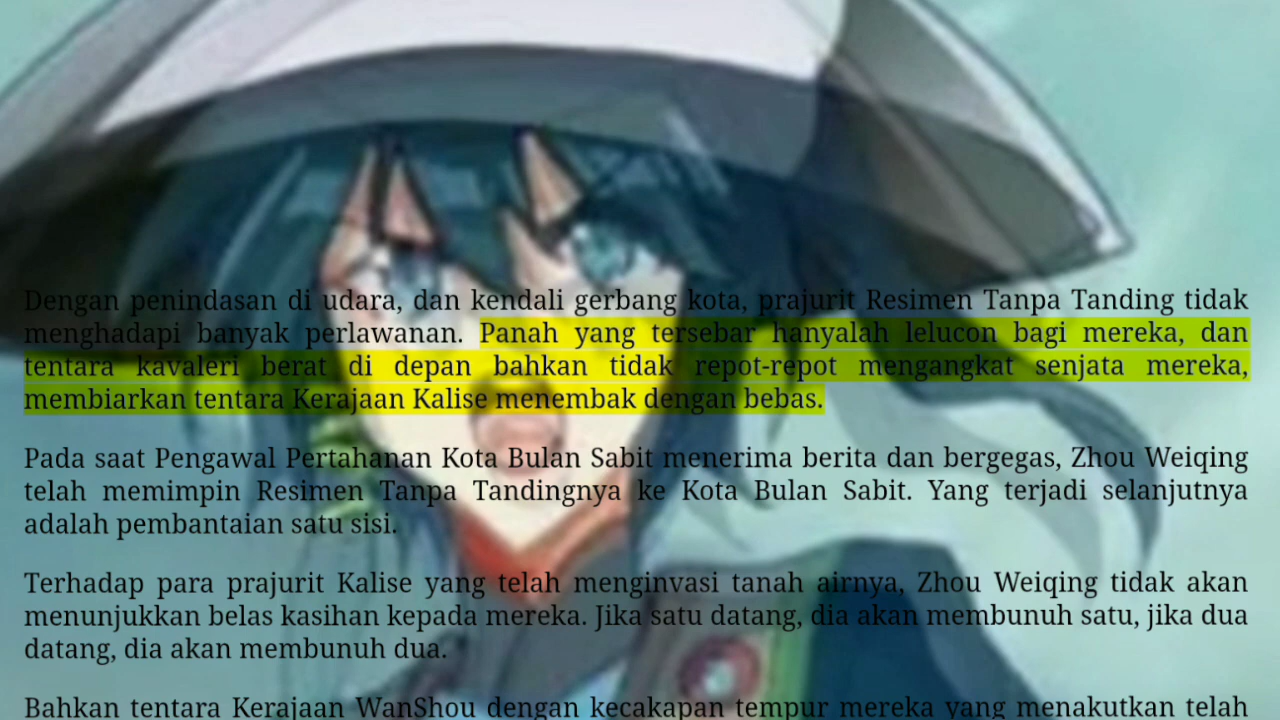 Dengan penindasan di udara, dan kendali gerbang kota, prajurit Resimen Tanpa Tanding tidak
menghadapi banyak perlawanan. Panah yang tersebar hanyalah lelucon bagi mereka, dan
tentara kavaleri berat di depan bahkan tidak repot-repot mengangkat senjata mereka,
membiarkan tentara Kerajaan Kalise menembak dengan bebas.
Pada saat Pengawal Pertahanan Kota Bulan Sabit menerima berita dan bergegas, Zhou Weiqing
telah memimpin Resimen Tanpa Tandingnya ke Kota Bulan Sabit. Yang terjadi selanjutnya
adalah pembantaian satu sisi.
Terhadap para prajurit Kalise yang telah menginvasi tanah airnya, Zhou Weiqing tidak akan
menunjukkan belas kasihan kepada mereka. Jika satu datang, dia akan membunuh satu, jika dua
datang, dia akan membunuh dua.
Bahkan tentara Kerajaan WanShou dengan kecakapan tempur mereka yang menakutkan telah